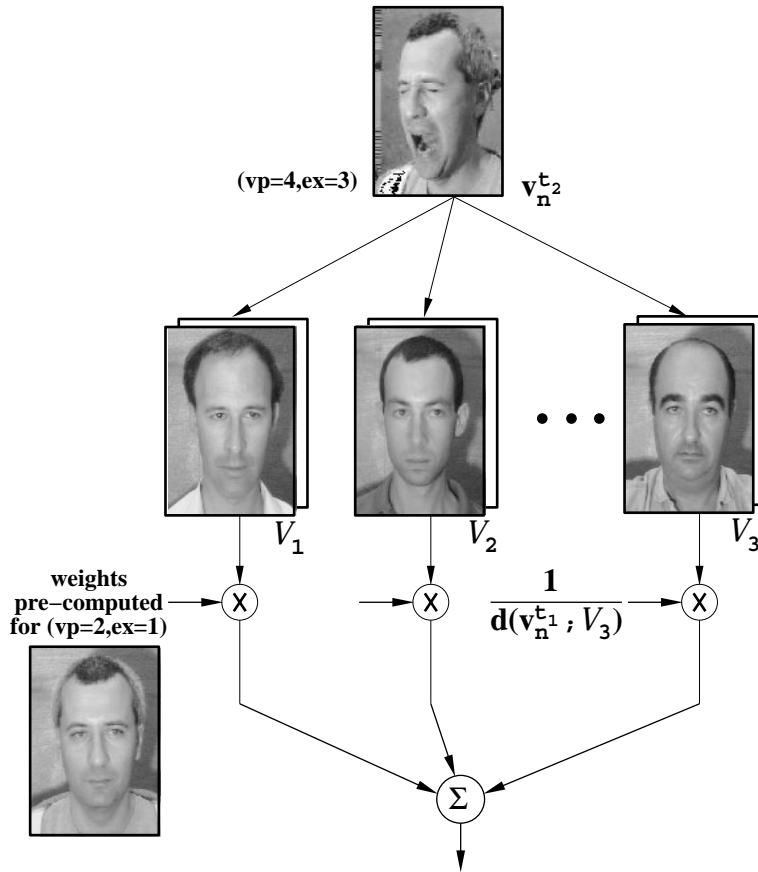 (vp=4,ex=3)
v_n^{t_2}
• • •
V_1
V_2
V_3
weights
pre−computed
for (vp=2,ex=1)
X
X
1
d(v_n^{t_1} ; V_3)
X
Σ